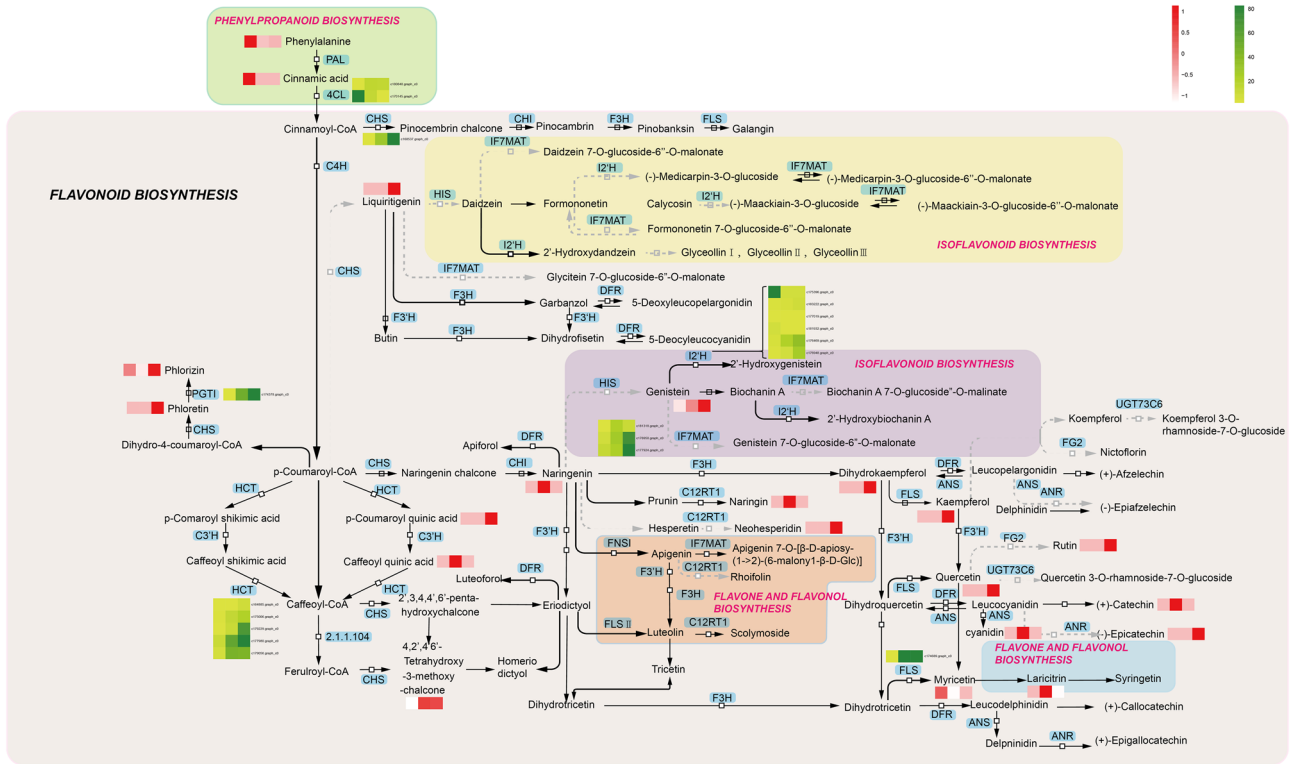 PHENYLPROPANOID BIOSYNTHESIS
Phenylalanine
PAL
Cinnamic acid
4CL
1
0.5
0
−0.5
−1
80
60
40
20
FLAVONOID BIOSYNTHESIS
Cinnamoyl-CoA
CHS
Pinocembrin chalcone
CHI
Pinocambrin
F3H
Pinobanksin
FLS
Galangin
C4H
IF7MAT
Daidzein 7-O-glucoside-6''-O-malonate
I2'H
(-)-Medicarpin-3-O-glucoside
IF7MAT
(-)-Medicarpin-3-O-glucoside-6''-O-malonate
Liquiritigenin
HIS
Daidzein
Formononetin
Calycosin
I2'H
(-)-Maackiain-3-O-glucoside
IF7MAT
(-)-Maackiain-3-O-glucoside-6''-O-malonate
IF7MAT
Formononetin 7-O-glucoside-6''-O-malonate
I2'H
2'-Hydroxydandzein
Glyceollin I , Glyceollin II , Glyceollin III
ISOFLAVONOID BIOSYNTHESIS
CHS
IF7MAT
Glycitein 7-O-glucoside-6"-O-malonate
F3H
Garbanzol
DFR
5-Deoxyleucopelargonidin
F3'H
F3'H
Butin
F3H
Dihydrofisetin
DFR
5-Deocyleucocyanidin
I2'H
2'-Hydroxygenistein
ISOFLAVONOID BIOSYNTHESIS
HIS
Genistein
Biochanin A
IF7MAT
Biochanin A 7-O-glucoside"-O-malinate
I2'H
2'-Hydroxybiochanin A
IF7MAT
Genistein 7-O-glucoside-6"-O-malonate
Phlorizin
PGTI
Phloretin
CHS
Dihydro-4-coumaroyl-CoA
UGT73C6
Koempferol
Koempferol 3-O-
rhamnoside-7-O-glucoside
FG2
Nictoflorin
Apiforol
DFR
p-Coumaroyl-CoA
CHS
Naringenin chalcone
CHI
Naringenin
F3H
Dihydrokaempferol
DFR
ANS
Leucopelargonidin
(+)-Afzelechin
ANS
ANR
Delphinidin
(-)-Epiafzelechin
HCT
HCT
Prunin
C12RT1
Naringin
FLS
Kaempferol
p-Comaroyl shikimic acid
p-Coumaroyl quinic acid
Hesperetin
C12RT1
Neohesperidin
C3'H
C3'H
F3'H
F3'H
F3'H
FG2
Rutin
Caffeoyl shikimic acid
Caffeoyl quinic acid
FNSI
Apigenin
IF7MAT
Apigenin 7-O-[β-D-apiosy-
(1->2)-(6-malony1-β-D-Glc)]
C12RT1
Rhoifolin
F3'H
F3H
FLAVONE AND FLAVONOL
BIOSYNTHESIS
HCT
HCT
Luteoforol
DFR
Caffeoyl-CoA
CHS
2',3,4,4',6'-penta-
hydroxychalcone
Eriodictyol
FLS II
Luteolin
C12RT1
Scolymoside
FLS
Quercetin
UGT73C6
Quercetin 3-O-rhamnoside-7-O-glucoside
Dihydroquercetin
DFR
ANS
Leucocyanidin
(+)-Catechin
ANS
cyanidin
ANR
(-)-Epicatechin
2.1.1.104
Ferulroyl-CoA
CHS
4,2',4'6'-
Tetrahydroxy
-3-methoxy
-chalcone
Homerio
dictyol
Tricetin
FLAVONE AND FLAVONOL
BIOSYNTHESIS
FLS
Myricetin
Laricitrin
Syringetin
Dihydrotricetin
F3H
Dihydrotricetin
DFR
Leucodelphinidin
(+)-Callocatechin
ANS
Delpninidin
ANR
(+)-Epigallocatechin